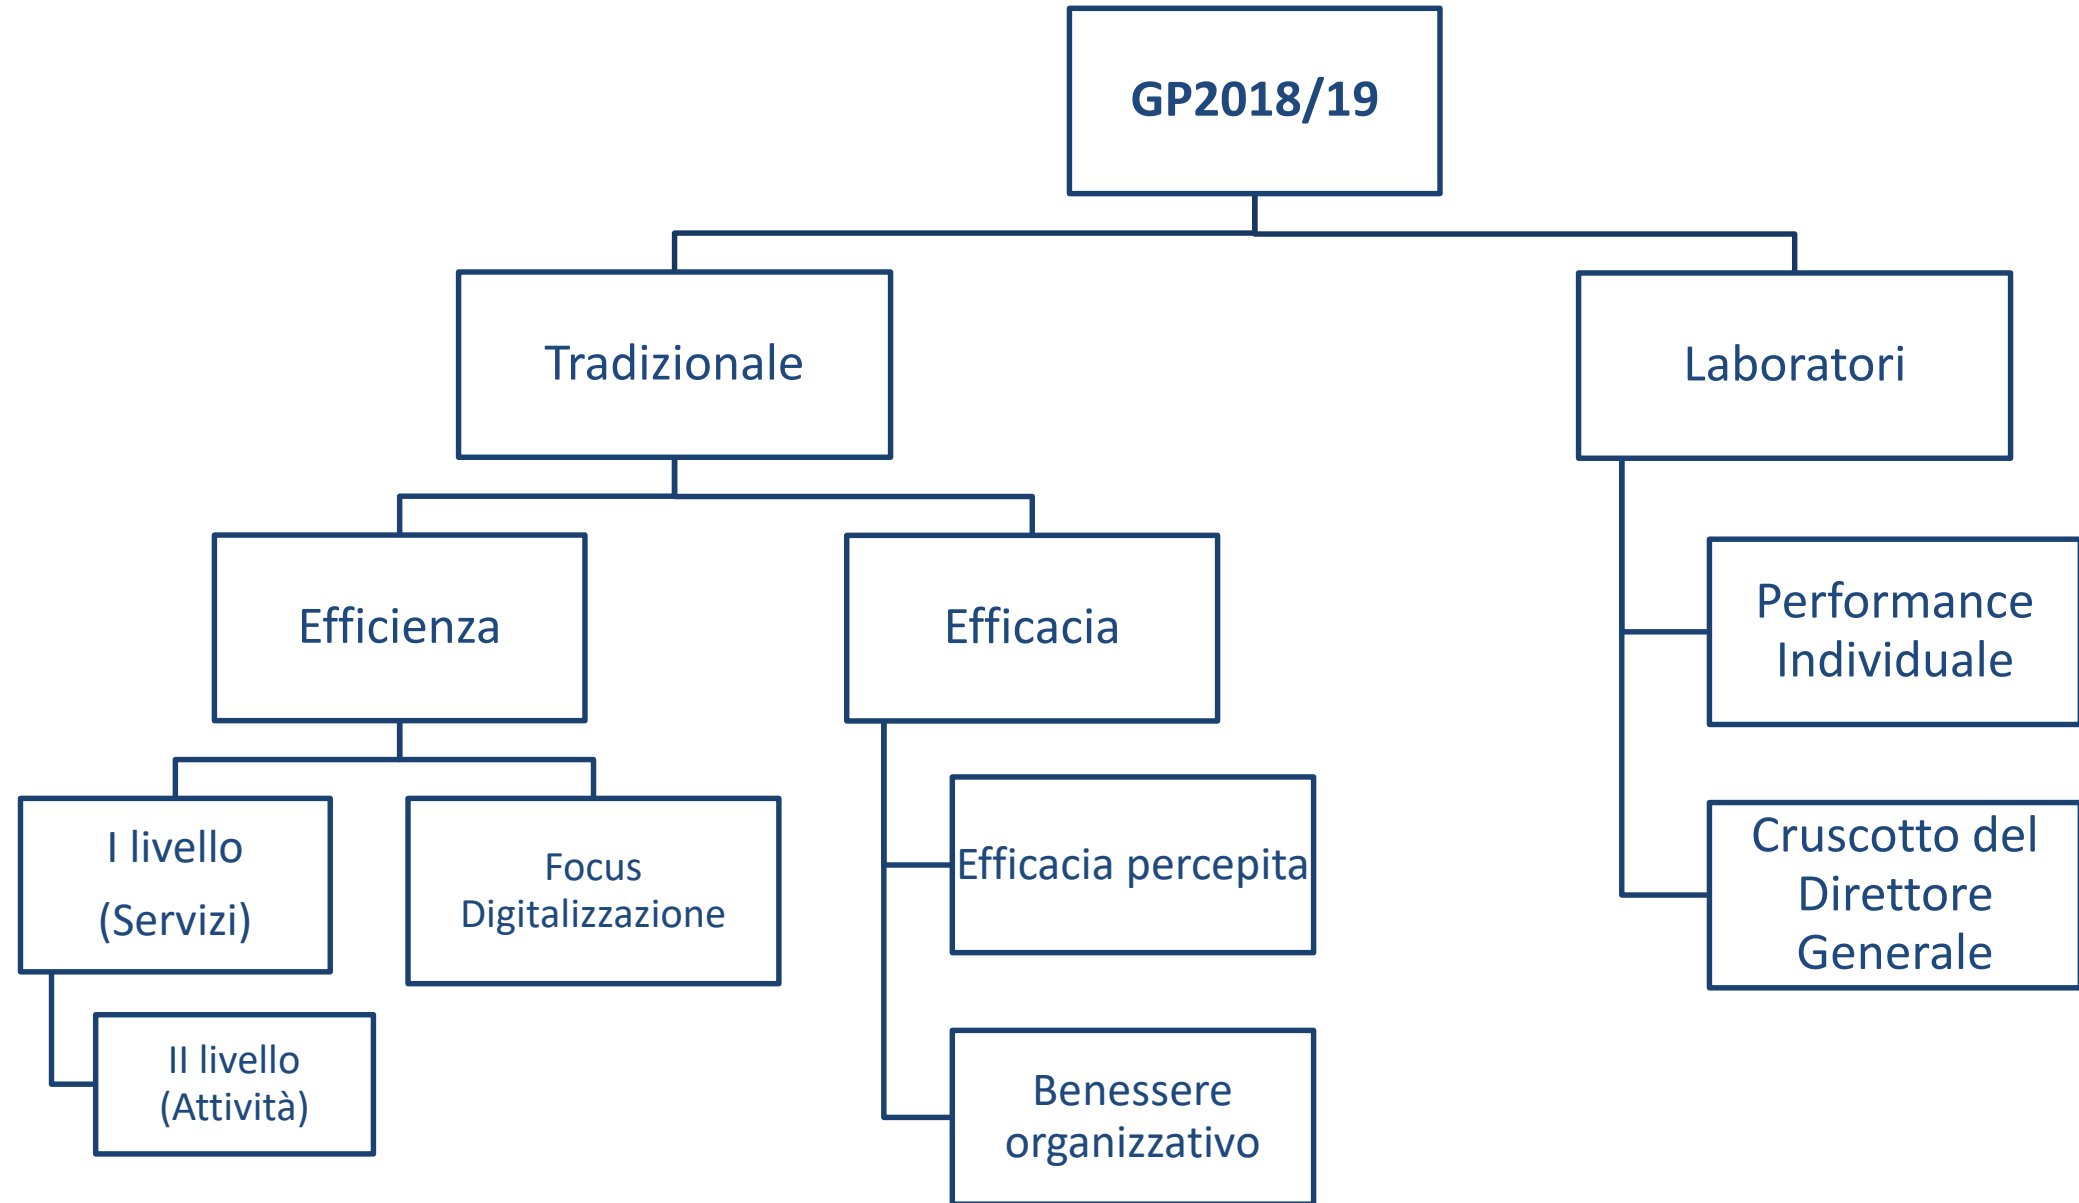 GP2018/19
Tradizionale
Laboratori
Efficienza
Efficacia
Performance
Individuale
I livello
(Servizi)
Focus
Digitalizzazione
Efficacia percepita
Cruscotto del
Direttore
Generale
II livello
(Attività)
Benessere
organizzativo